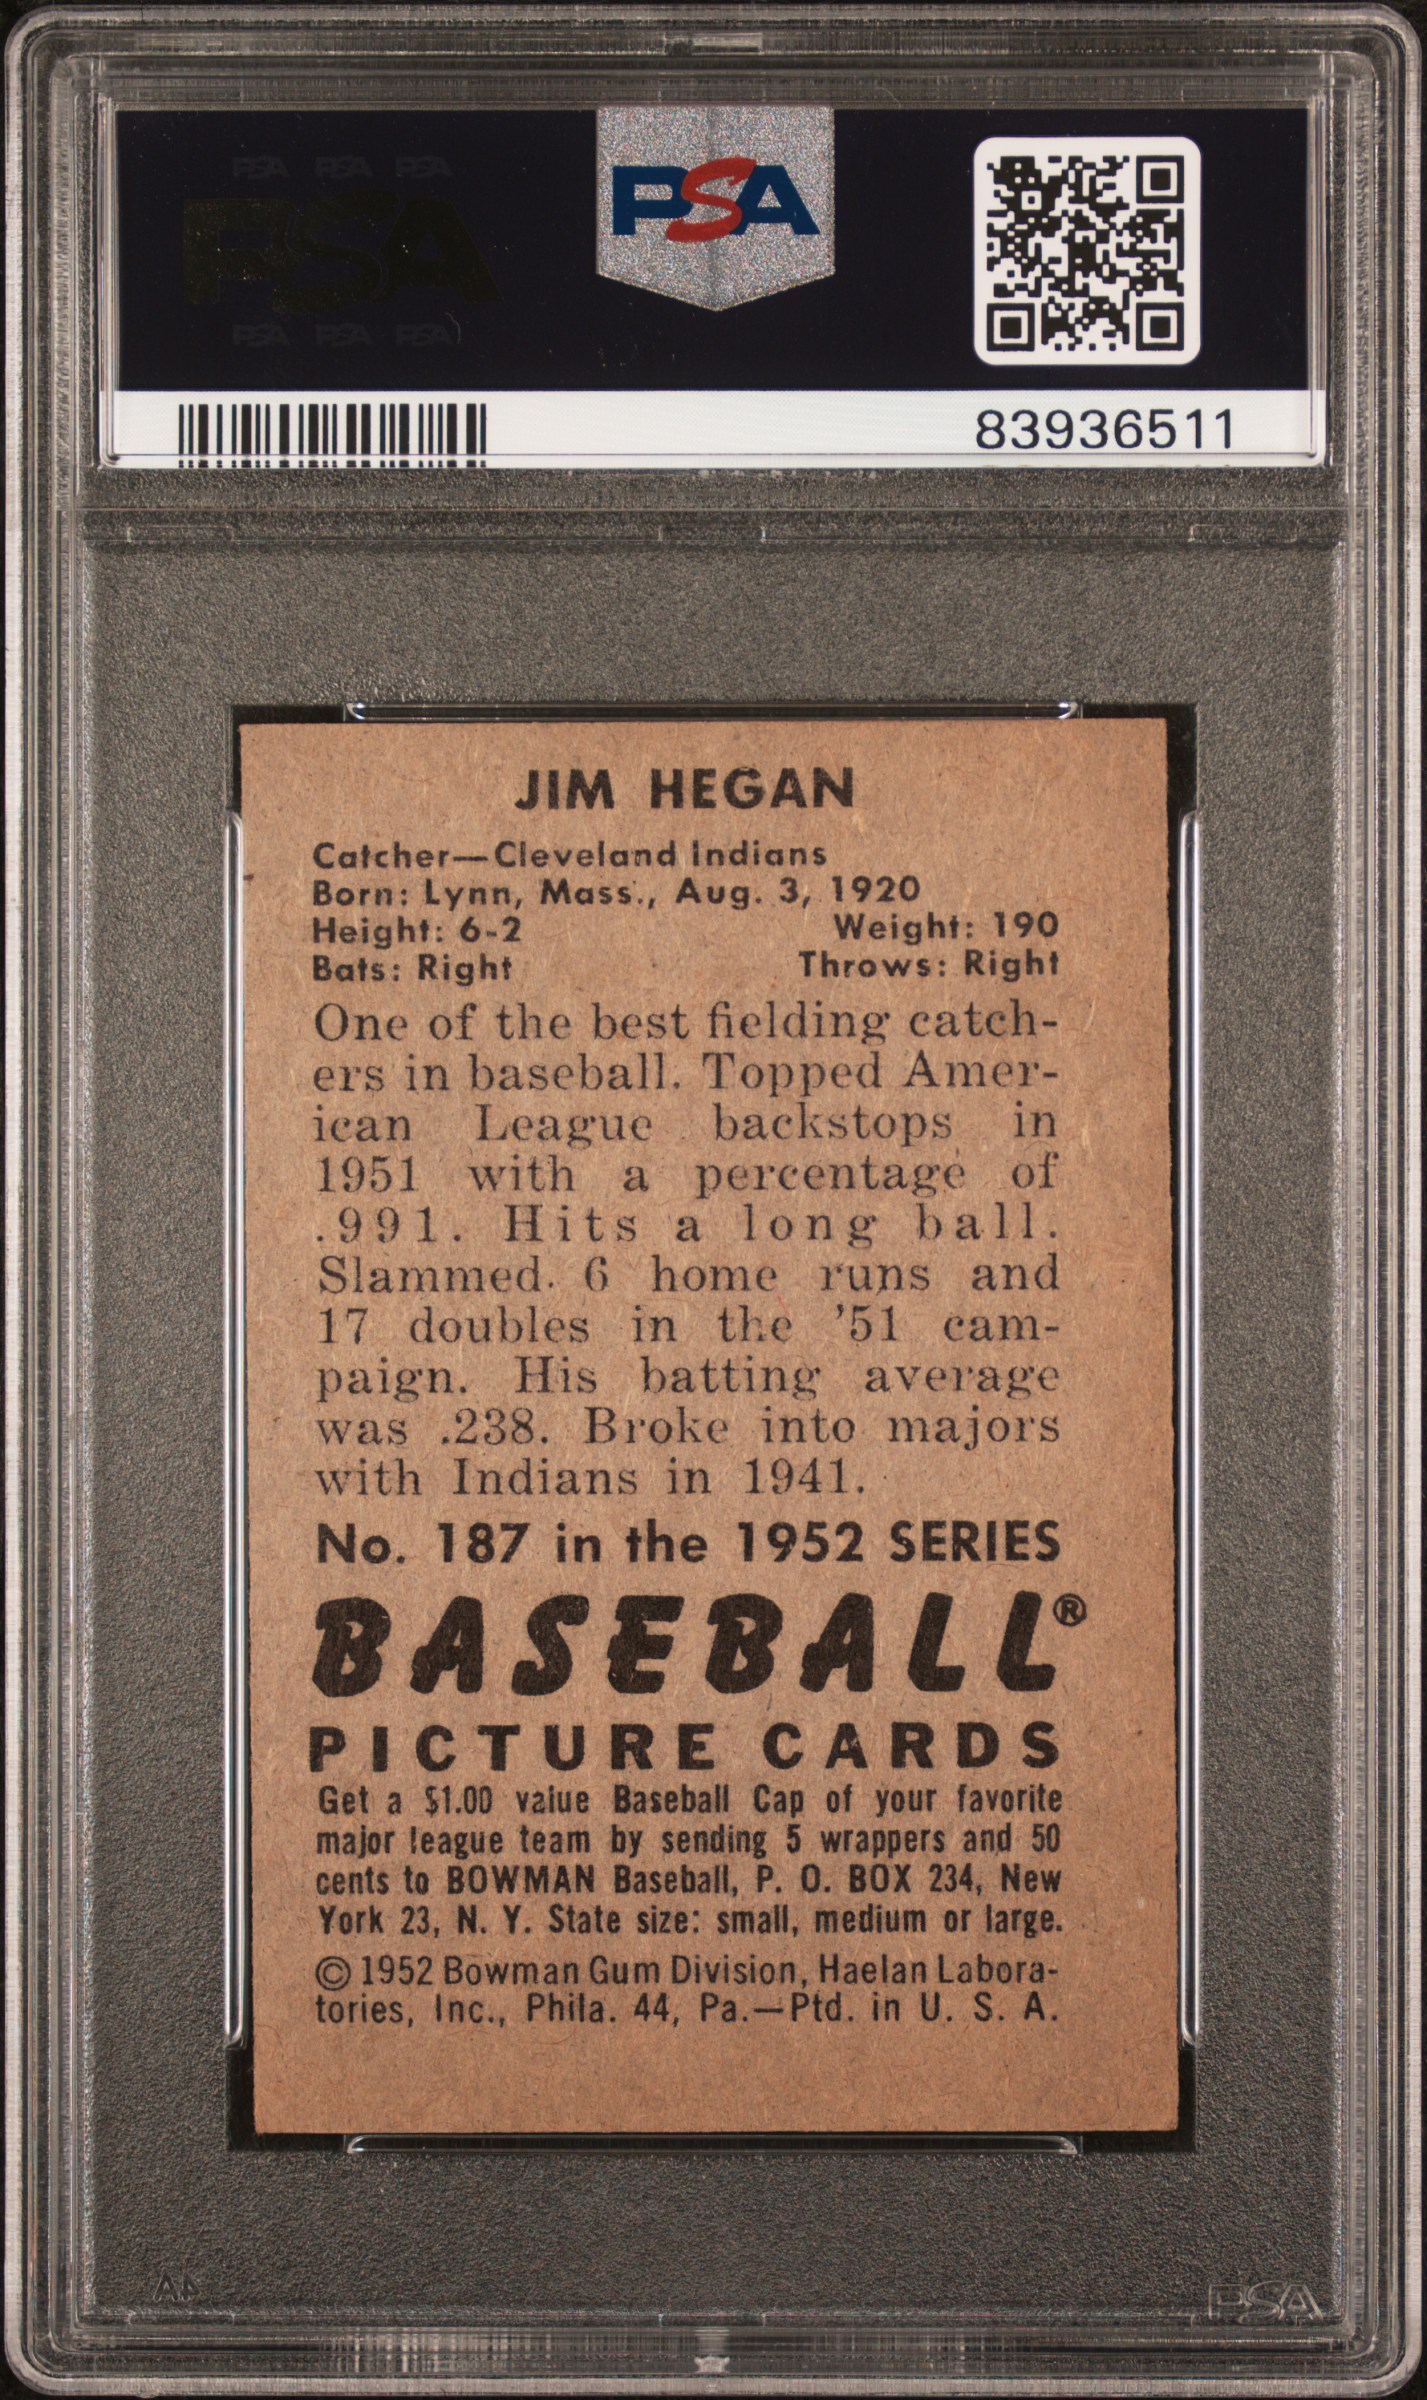 PSA PSA PSA
PSA
PSA PSA PSA
PSA
83936511
JIM HEGAN
Catcher—Cleveland Indians
Born: Lynn, Mass., Aug. 3, 1920
Height: 6-2 Weight: 190
Bats: Right Throws: Right
One of the best fielding catch-
ers in baseball. Topped Amer-
ican League backstops in
1951 with a percentage of
.991. Hits a long ball.
Slammed 6 home runs and
17 doubles in the '51 cam-
paign. His batting average
was .238. Broke into majors
with Indians in 1941.
No. 187 in the 1952 SERIES
BASEBALL®
PICTURE CARDS
Get a $1.00 value Baseball Cap of your favorite
major league team by sending 5 wrappers and 50
cents to BOWMAN Baseball, P. O. BOX 234, New
York 23, N. Y. State size: small, medium or large.
© 1952 Bowman Gum Division, Haelan Labora-
tories, Inc., Phila. 44, Pa.—Ptd. in U. S. A.
PSA